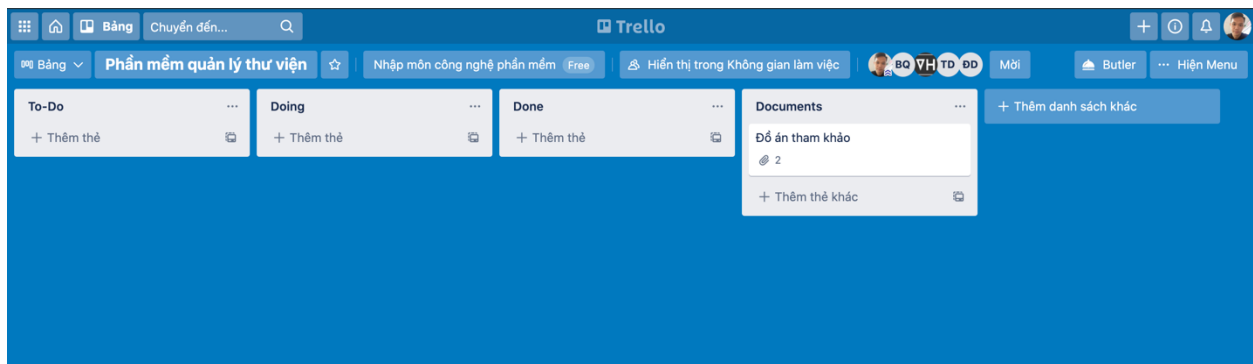 Bảng
Chuyển đến...
Trello
Bảng
Phần mềm quản lý thư viện
Nhập môn công nghệ phần mềm Free
Hiển thị trong Không gian làm việc
BQ VH TD ĐD
Mời
Butler
··· Hiện Menu
To-Do
+ Thêm thẻ
Doing
+ Thêm thẻ
Done
+ Thêm thẻ
Documents
Đồ án tham khảo
2
+ Thêm thẻ khác
+ Thêm danh sách khác